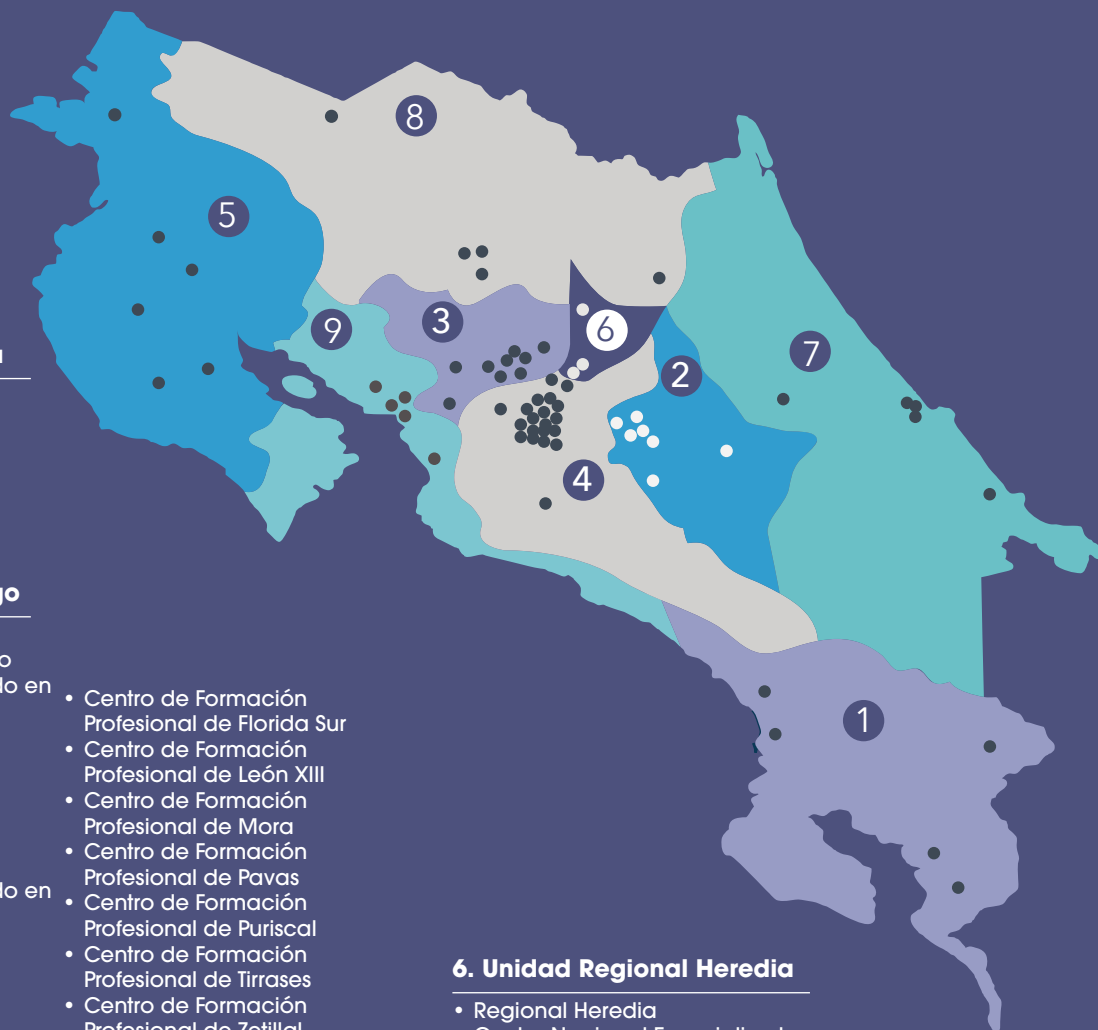 8
5
3
6
9
7
2
4
1
go
o
do en
do en
• Centro de Formación
Profesional de Florida Sur
• Centro de Formación
Profesional de León XIII
• Centro de Formación
Profesional de Mora
• Centro de Formación
Profesional de Pavas
• Centro de Formación
Profesional de Puriscal
• Centro de Formación
Profesional de Tirrases
• Centro de Formación
Profesional de Zetillal
6. Unidad Regional Heredia
• Regional Heredia